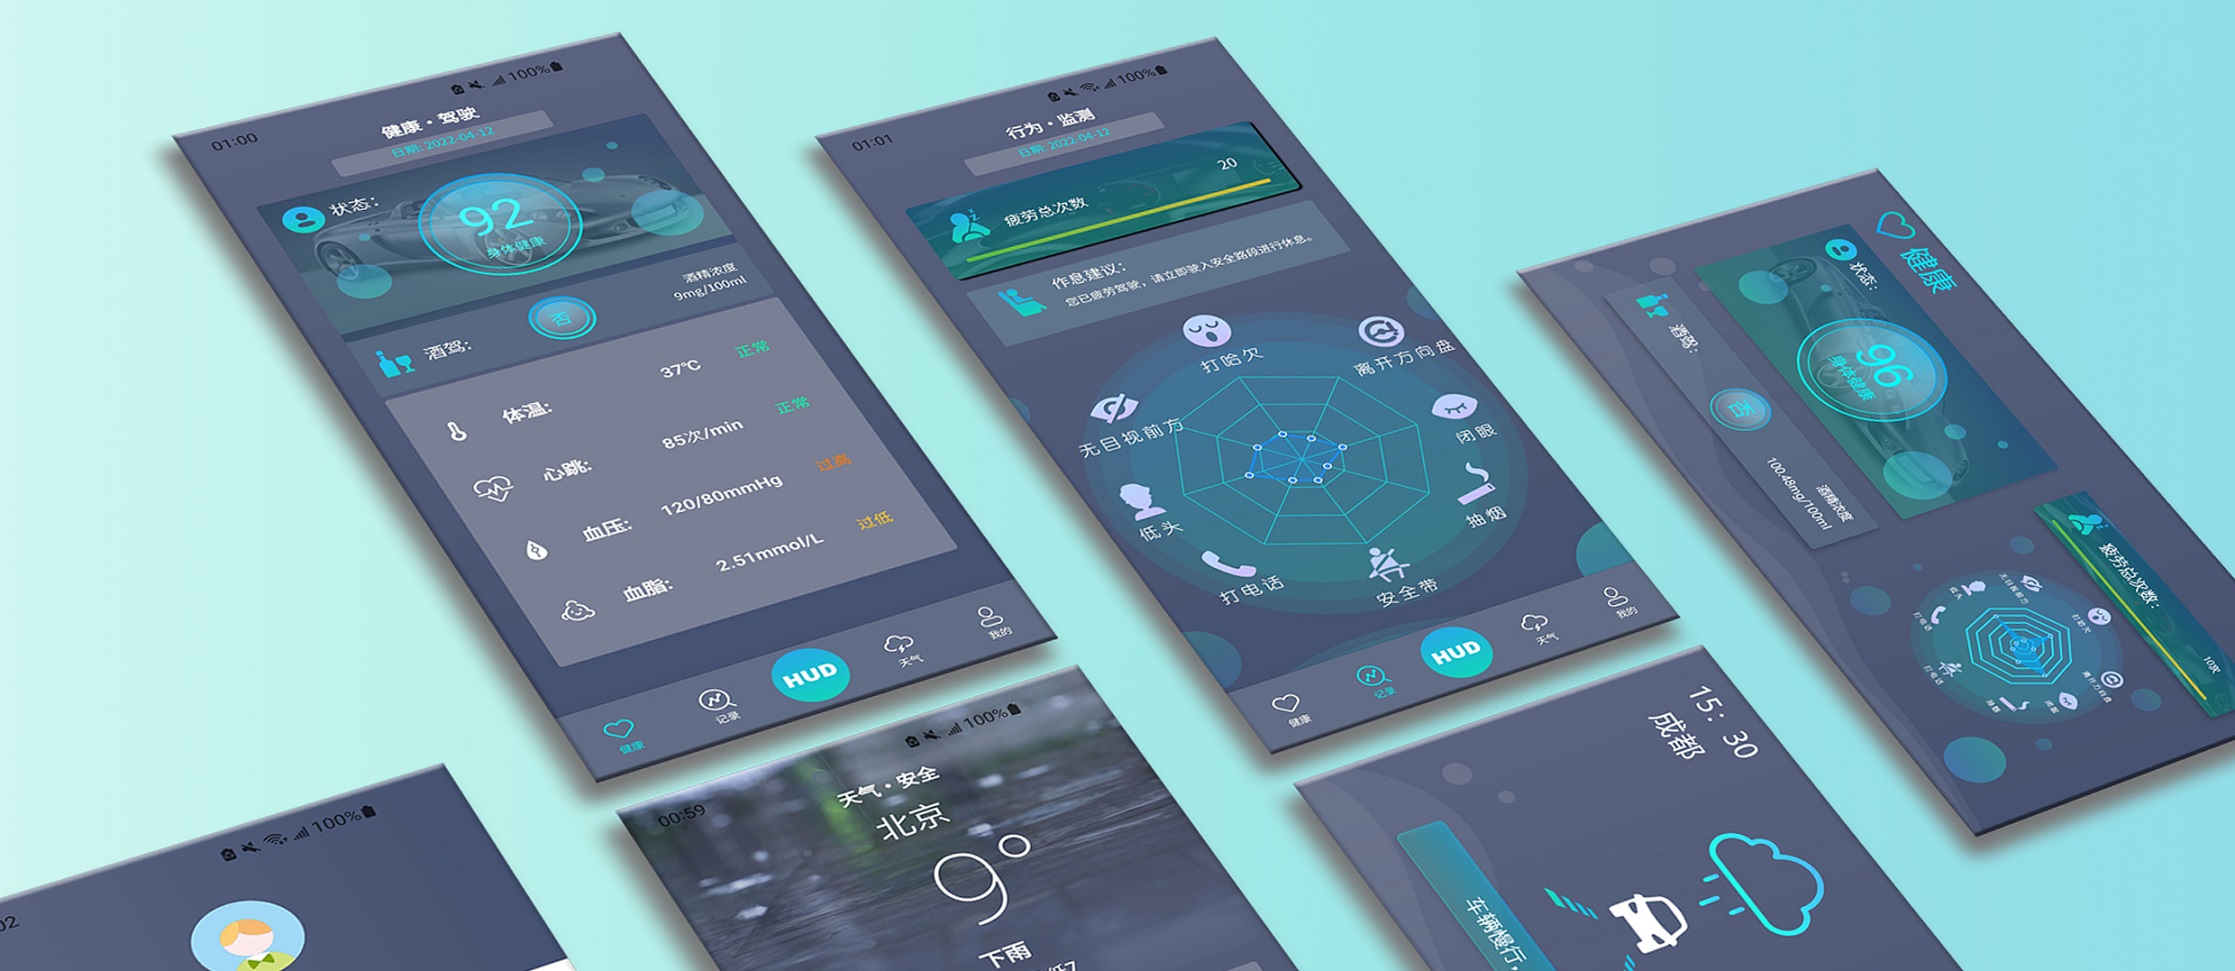 01:00
100%
健康·驾驶
日期: 2022-04-12
状态:
92
身体健康
酒驾:
否
酒精浓度
9mg/100ml
体温:
37℃
正常
心跳:
85次/min
正常
血压:
120/80mmHg
过高
血脂:
2.51mmol/L
过低
健康
记录
HUD
天气
我的
01:01
100%
行为·监测
日期: 2022-04-12
疲劳总次数
20
作息建议:
您已疲劳驾驶，请立即驶入安全路段进行休息。
打哈欠
离开方向盘
无目视前方
闭眼
低头
抽烟
打电话
安全带
健康
记录
HUD
天气
我的
健康
状态:
96
身体健康
酒驾:
否
酒精浓度
100.48mg/100ml
疲劳总次数:
10次
02
100%
00:59
100%
天气·安全
北京
9°
下雨
15: 30
成都
车辆慢行,